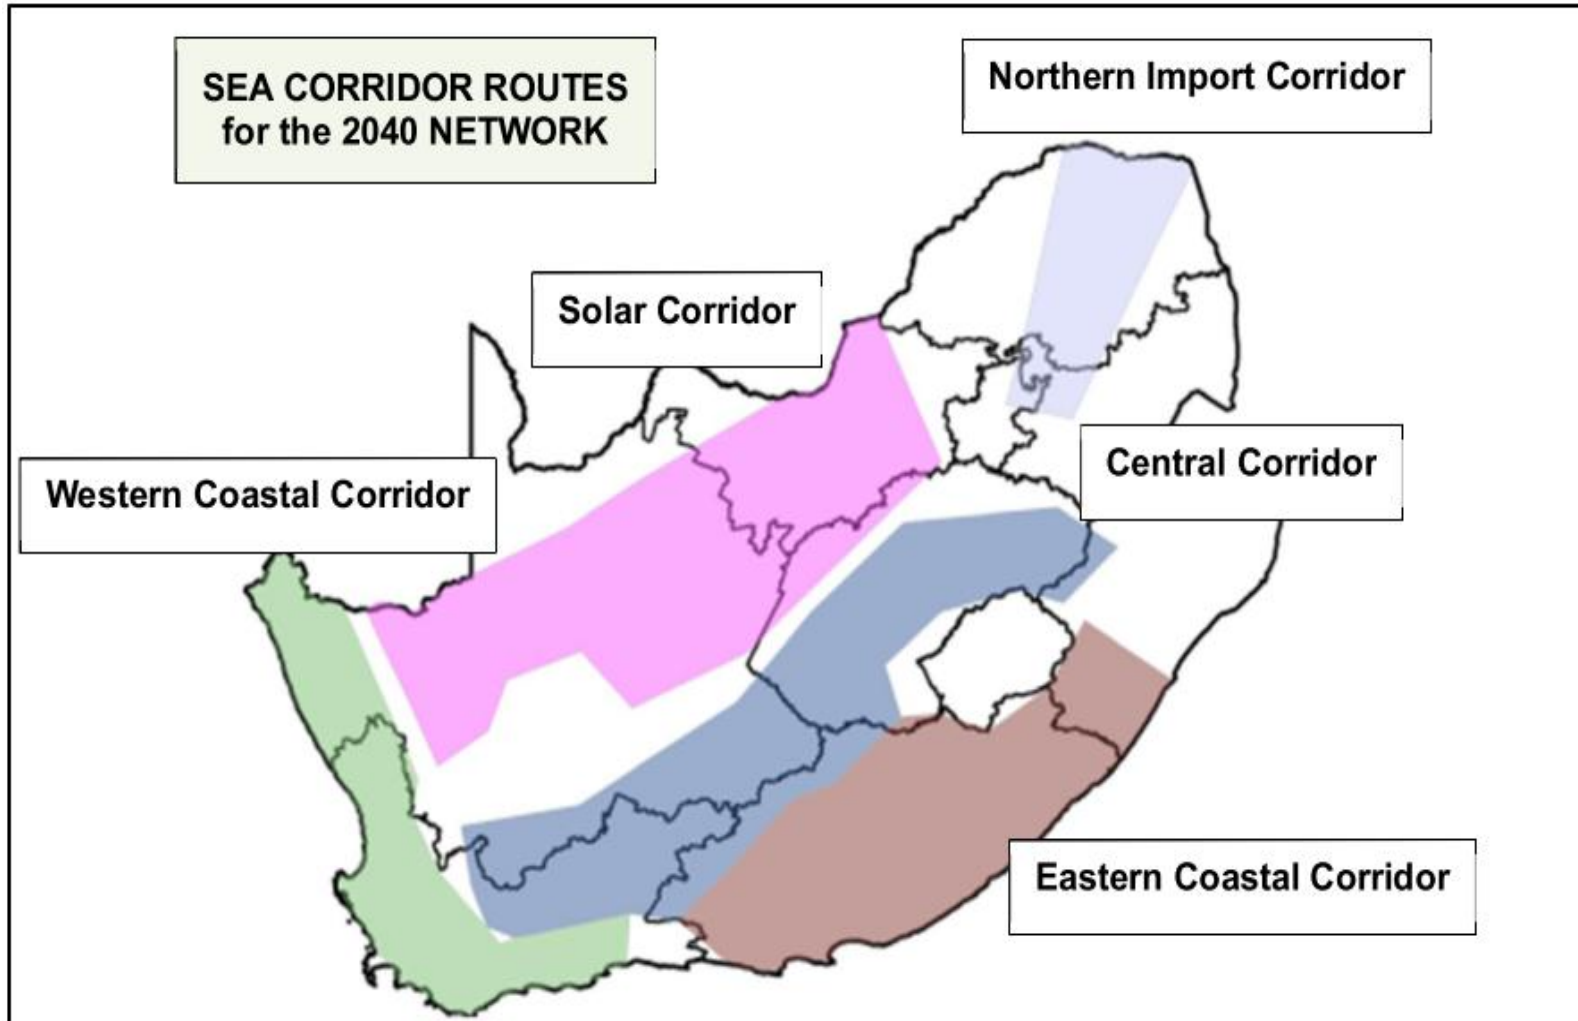 SEA CORRIDOR ROUTES
for the 2040 NETWORK
Northern Import Corridor
Solar Corridor
Central Corridor
Western Coastal Corridor
Eastern Coastal Corridor